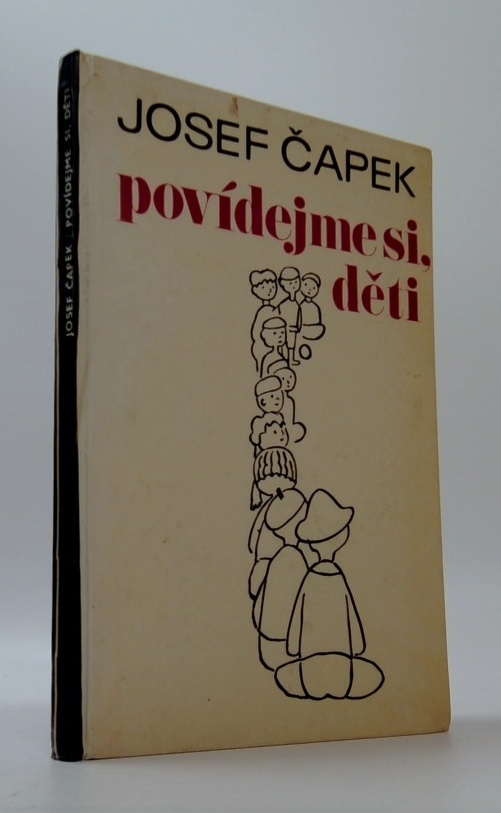 JOSEF ČAPEK
povídejme si,
děti
JOSEF ČAPEK : POVÍDEJME SI, DĚTI